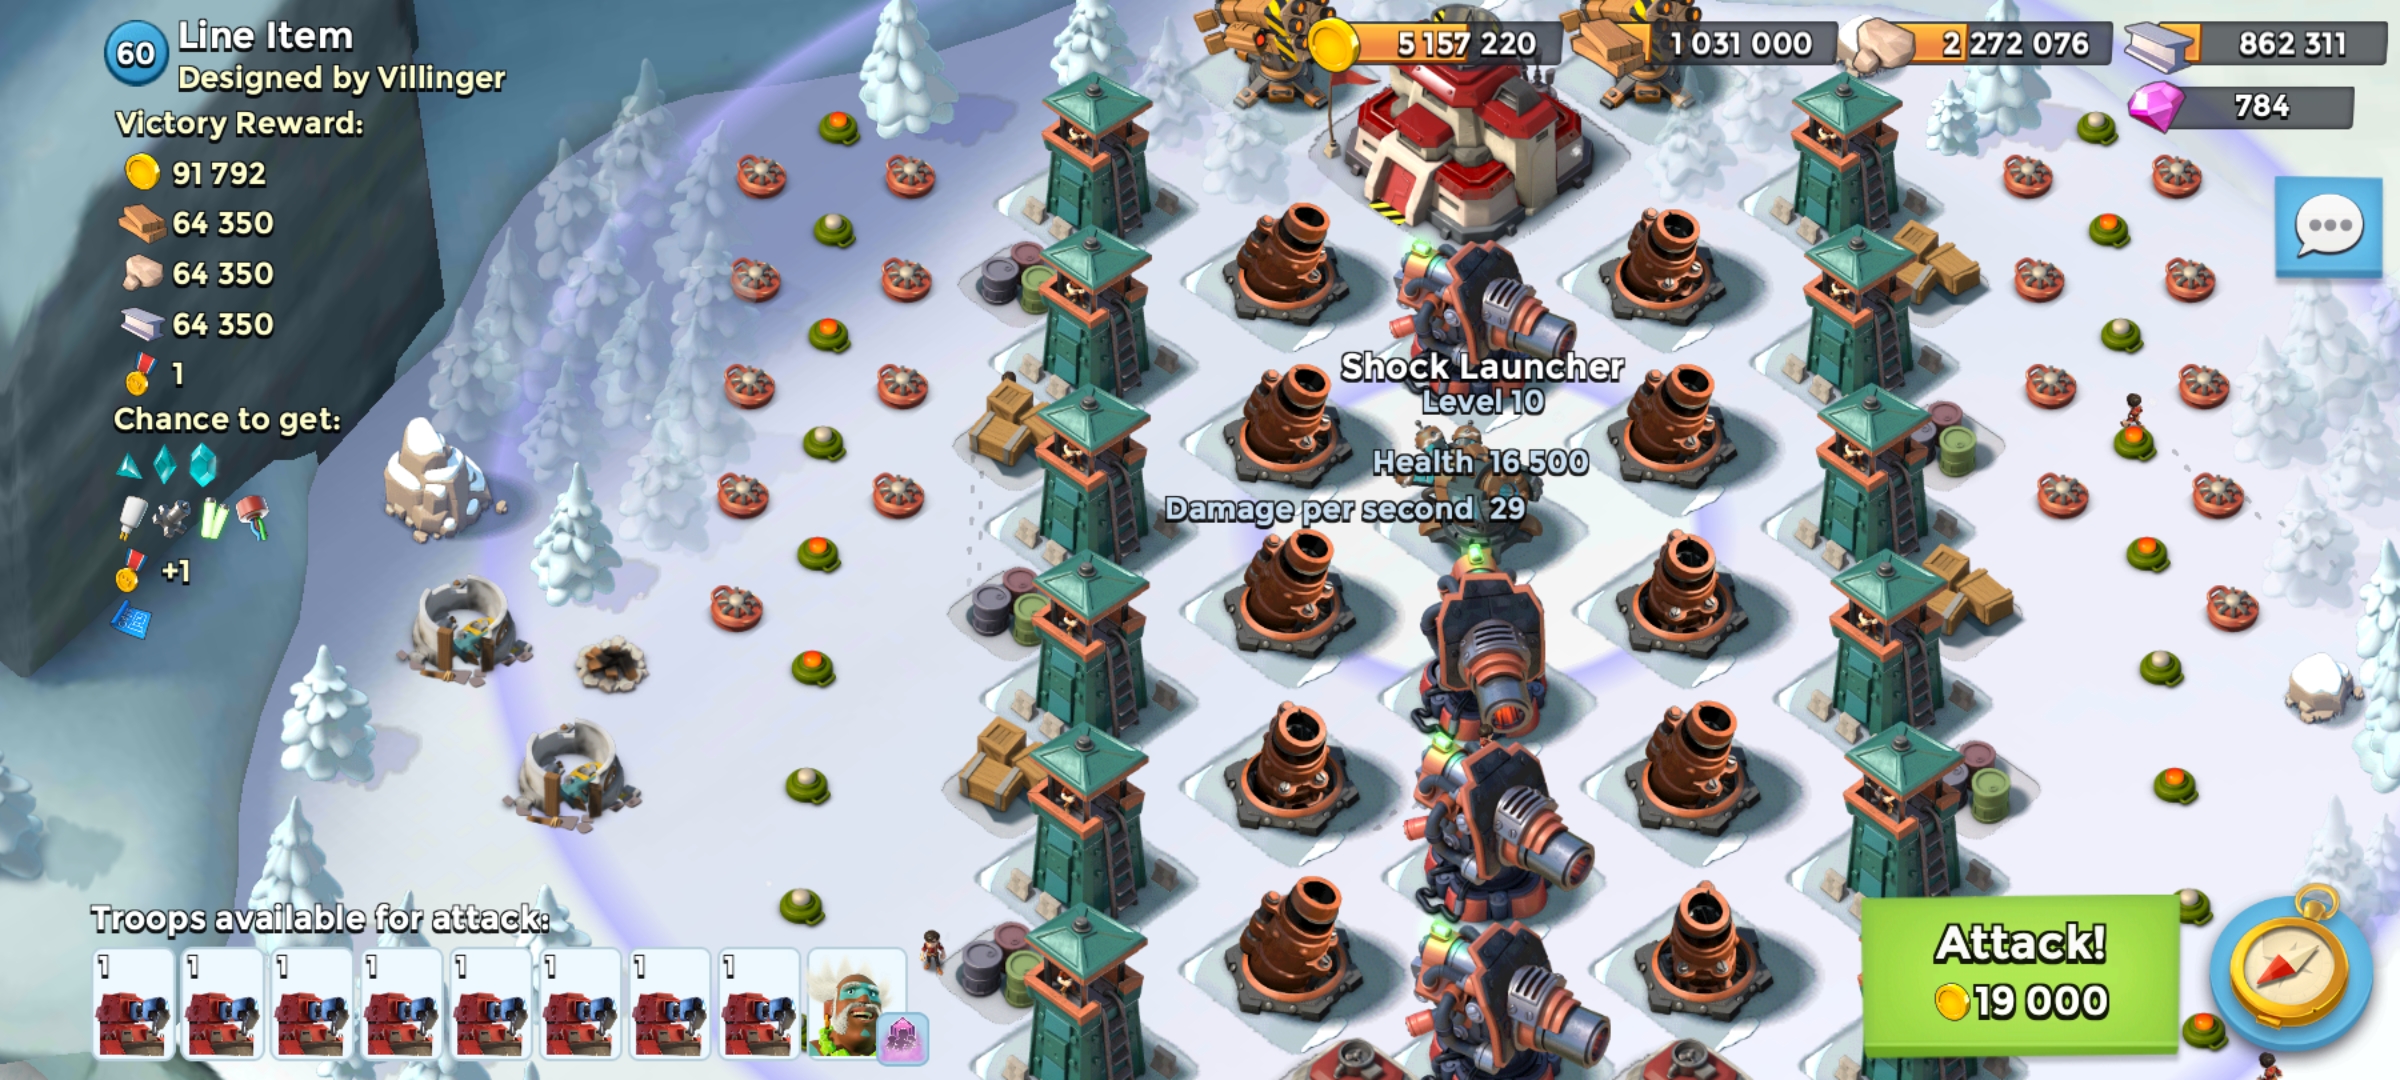 60
Line Item
Designed by Villinger
5 157 220
1 031 000
2 272 076
862 311
784
Victory Reward:
91 792
64 350
64 350
64 350
1
Chance to get:
+1
Shock Launcher
Level 10
Health 16 500
Damage per second 29
Troops available for attack:
1 1 1 1 1 1 1 1
Attack!
19 000